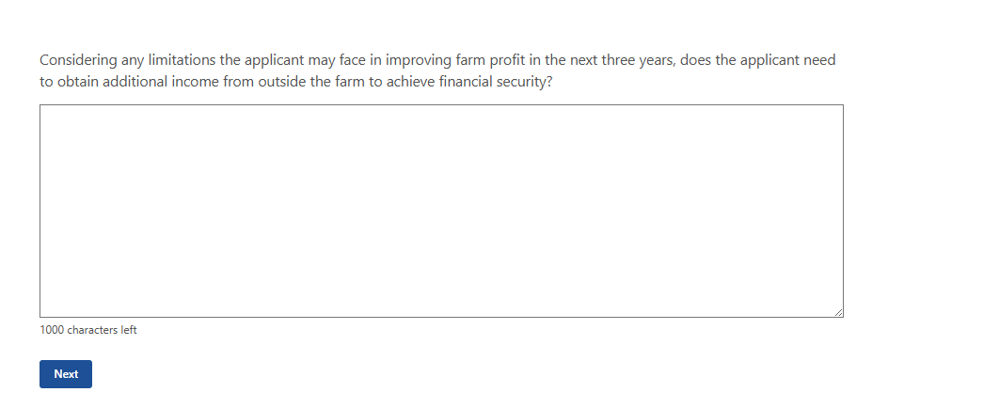 Considering any limitations the applicant may face in improving farm profit in the next three years, does the applicant need
to obtain additional income from outside the farm to achieve financial security?
1000 characters left
Next